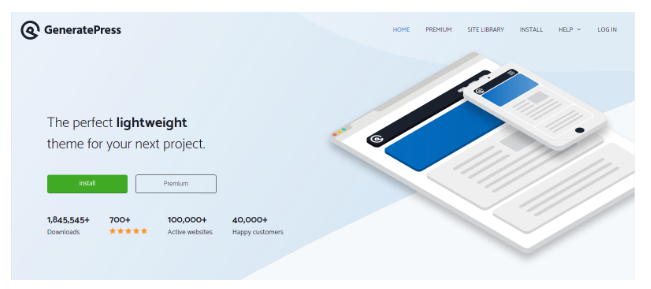 GeneratePress
HOME PREMIUM SITE LIBRARY INSTALL HELP LOG IN
The perfect lightweight
theme for your next project.
Install Premium
1,845,545+ 700+ 100,000+ 40,000+
Downloads Active websites Happy customers